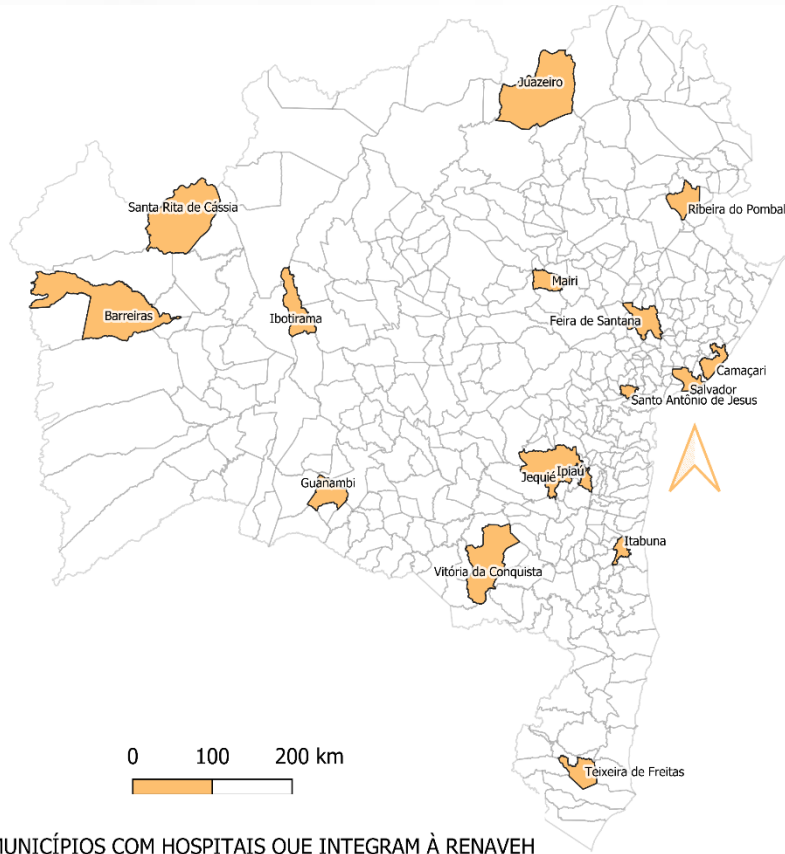 Juazeiro
Santa Rita de Cássia
Ribeira do Pombal
Mairi
Barreiras
Ibotirama
Feira de Santana
Camaçari
Salvador
Santo Antônio de Jesus
Guanambi
Jequié
Ipiaú
Itabuna
Vitória da Conquista
Teixeira de Freitas
0 100 200 km
MUNICÍPIOS COM HOSPITAIS QUE INTEGRAM À RENAVEH